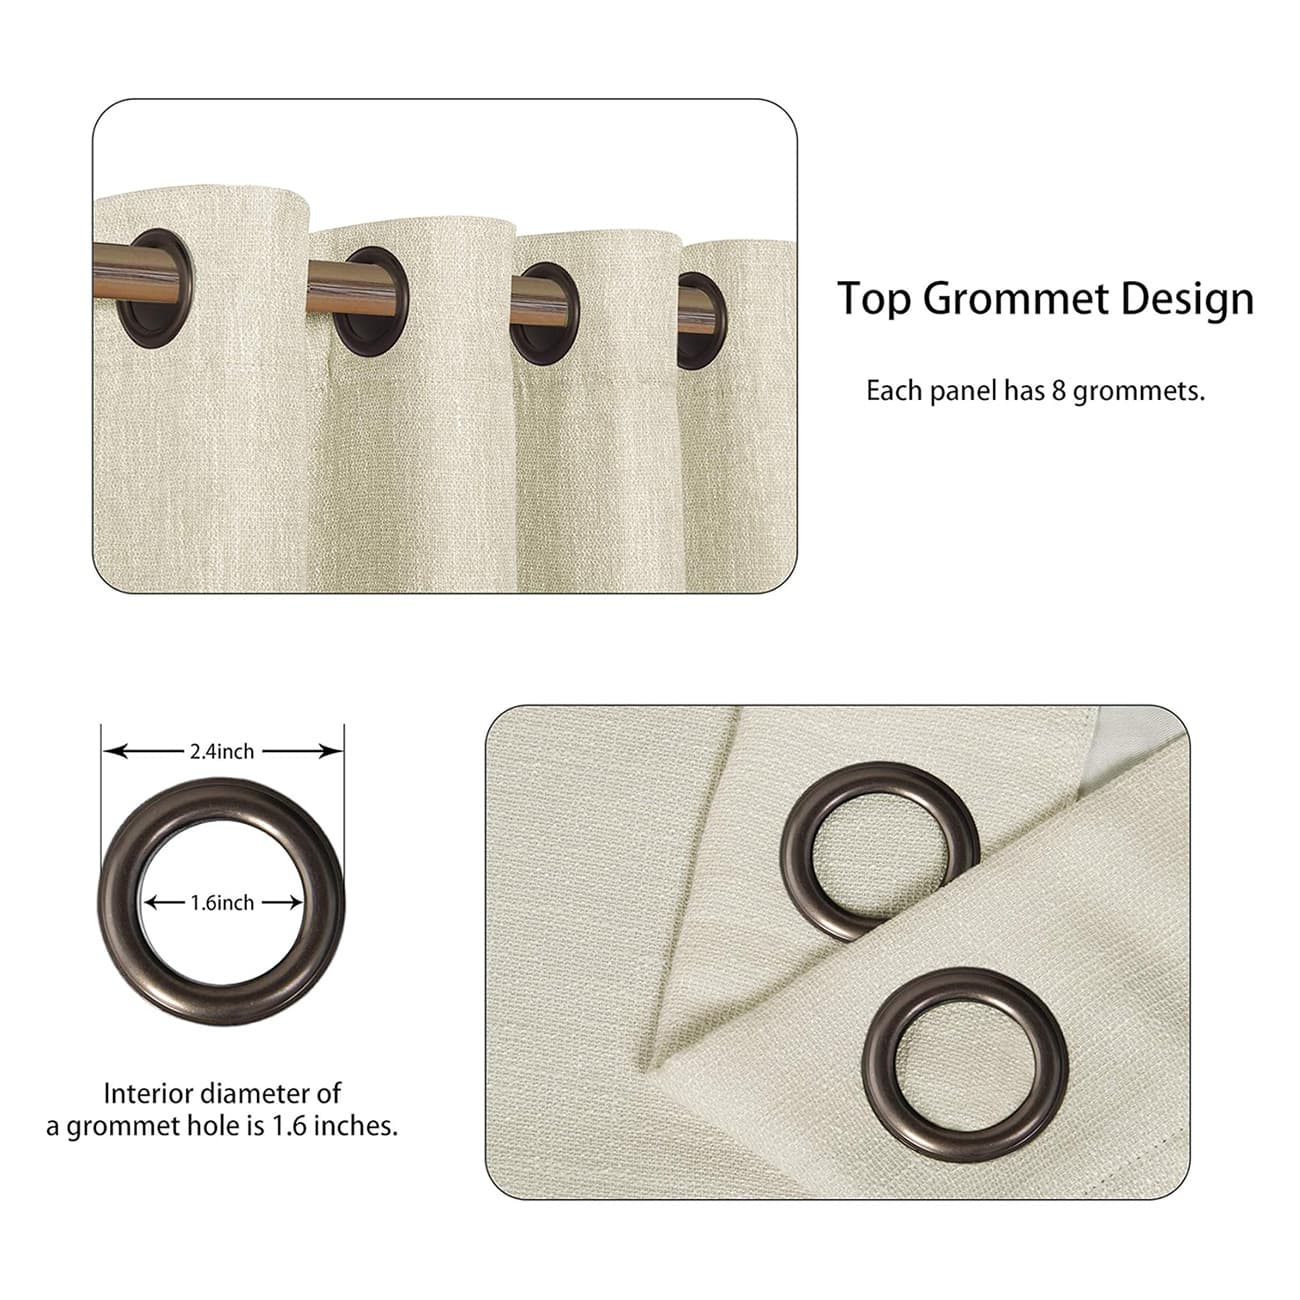 Top Grommet Design
Each panel has 8 grommets.
2.4inch
1.6inch
Interior diameter of
a grommet hole is 1.6 inches.